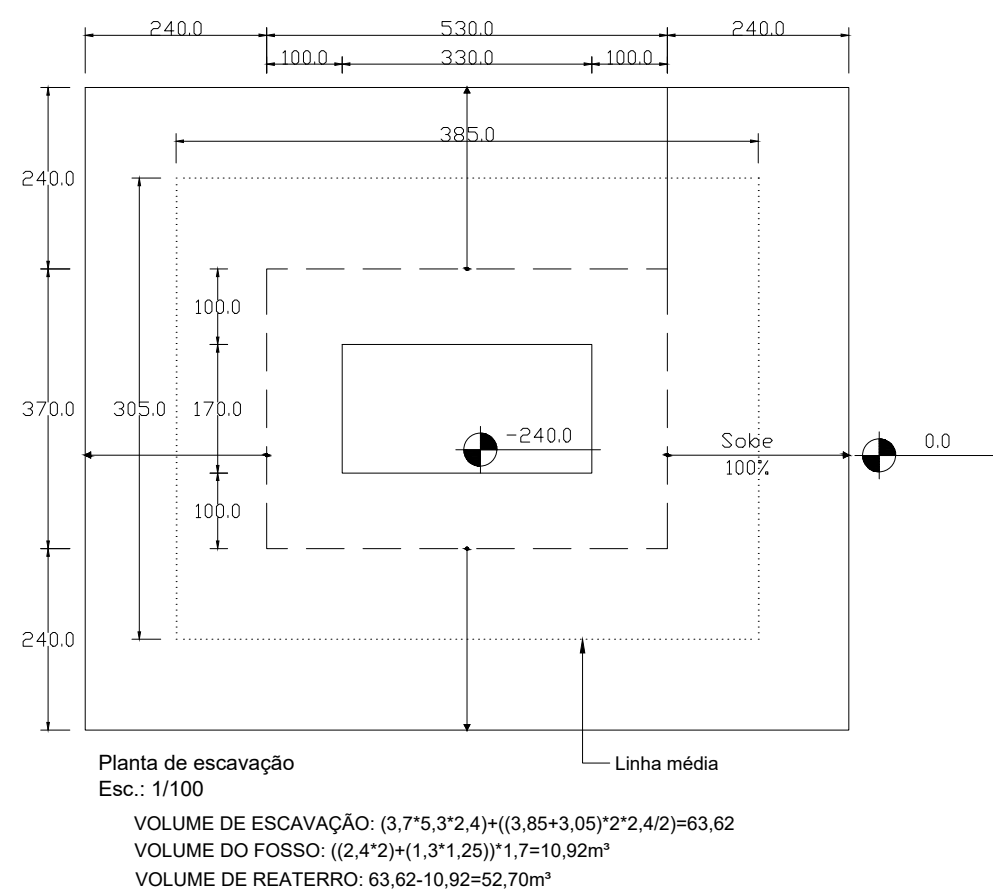 240.0 530.0 240.0
100.0 330.0 100.0
385.0
240.0
100.0
370.0 305.0 170.0
-240.0 Sobe 0.0
100%
100.0
240.0
Planta de escavação
Linha média
Esc.: 1/100
VOLUME DE ESCAVAÇÃO: (3,7*5,3*2,4)+((3,85+3,05)*2*2,4/2)=63,62
VOLUME DO FOSSO: ((2,4*2)+(1,3*1,25))*1,7=10,92m³
VOLUME DE REATERRO: 63,62-10,92=52,70m³